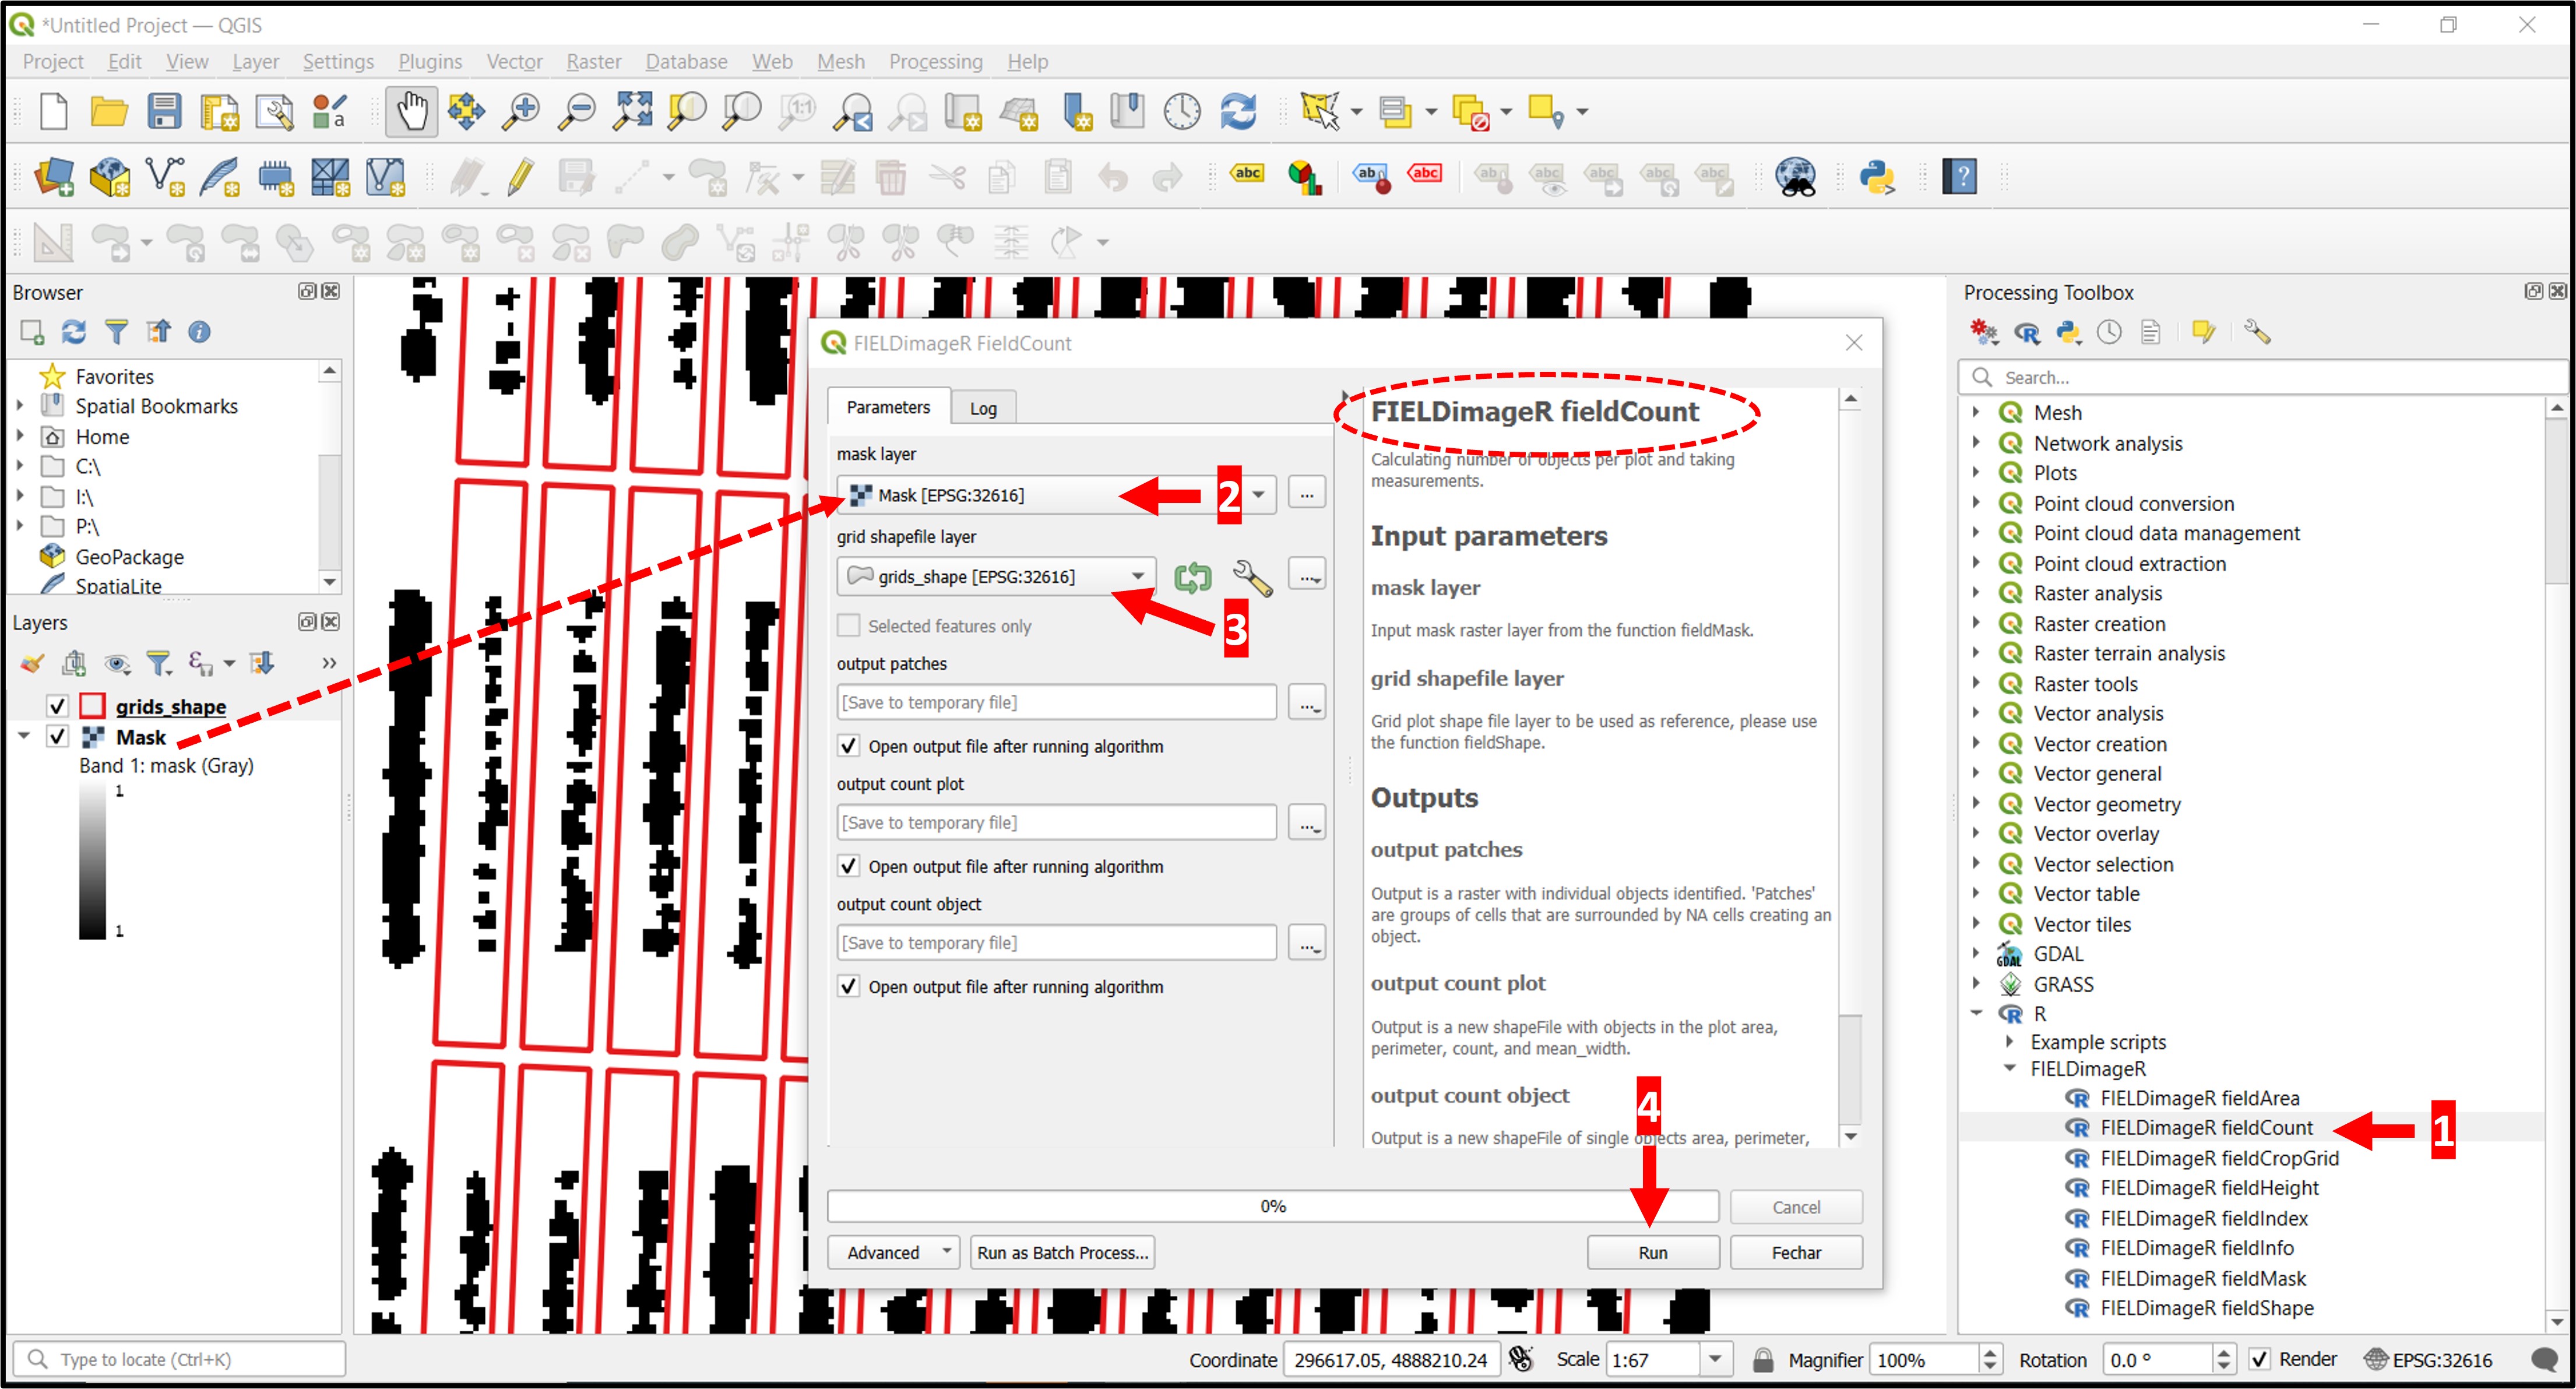 *Untitled Project — QGIS
Project Edit View Layer Settings Plugins Vector Raster Database Web Mesh Processing Help
1:1
a
abc ab abc ab abc abc abc abc
?
Browser
Favorites
Spatial Bookmarks
Home
C:\
I:\
P:\
GeoPackage
SpatiaLite
Layers
grids_shape
Mask
Band 1: mask (Gray)
1
1
FIELDimageR FieldCount
Parameters Log
mask layer
Mask [EPSG:32616]
2
...
grid shapefile layer
grids_shape [EPSG:32616]
...
3
Selected features only
output patches
[Save to temporary file]
...
Open output file after running algorithm
output count plot
[Save to temporary file]
...
Open output file after running algorithm
output count object
[Save to temporary file]
...
Open output file after running algorithm
FIELDimageR fieldCount
Calculating number of objects per plot and taking
measurements.
Input parameters
mask layer
Input mask raster layer from the function fieldMask.
grid shapefile layer
Grid plot shape file layer to be used as reference, please use
the function fieldShape.
Outputs
output patches
Output is a raster with individual objects identified. 'Patches'
are groups of cells that are surrounded by NA cells creating an
object.
output count plot
Output is a new shapeFile with objects in the plot area,
perimeter, count, and mean_width.
output count object
4
Output is a new shapeFile of single objects area, perimeter,
0%
Cancel
Advanced
Run as Batch Process...
Run
Fechar
Processing Toolbox
Search...
Mesh
Network analysis
Plots
Point cloud conversion
Point cloud data management
Point cloud extraction
Raster analysis
Raster creation
Raster terrain analysis
Raster tools
Vector analysis
Vector creation
Vector general
Vector geometry
Vector overlay
Vector selection
Vector table
Vector tiles
GDAL
GRASS
R
Example scripts
FIELDimageR
FIELDimageR fieldArea
FIELDimageR fieldCount
1
FIELDimageR fieldCropGrid
FIELDimageR fieldHeight
FIELDimageR fieldIndex
FIELDimageR fieldInfo
FIELDimageR fieldMask
FIELDimageR fieldShape
Type to locate (Ctrl+K)
Coordinate 296617.05, 4888210.24 Scale 1:67 Magnifier 100% Rotation 0.0 ° Render EPSG:32616